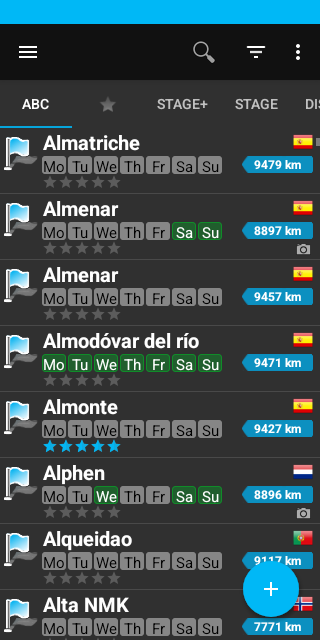 ABC STAGE+ STAGE DI
Almatriche
Mo Tu We Th Fr Sa Su 9479 km
Almenar
Mo Tu We Th Fr Sa Su 8897 km
Almenar
Mo Tu We Th Fr Sa Su 9457 km
Almodóvar del río
Mo Tu We Th Fr Sa Su 9471 km
Almonte
Mo Tu We Th Fr Sa Su 9427 km
Alphen
Mo Tu We Th Fr Sa Su 8896 km
Alqueidao
Mo Tu We Th Fr Sa Su 9117 km
Alta NMK
Mo Tu We Th Fr Sa Su 7771 km